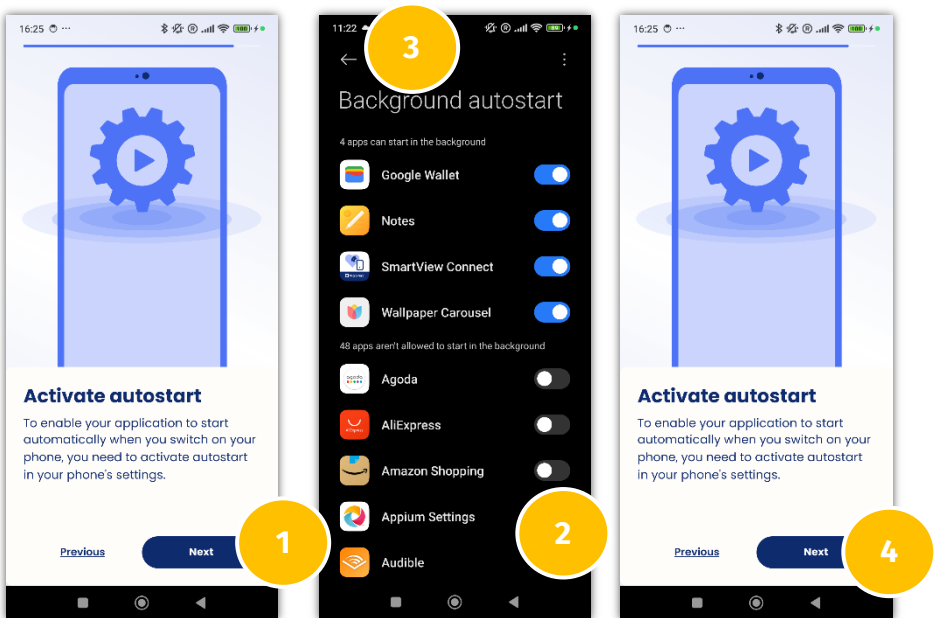 16:25
Activate autostart
To enable your application to start
automatically when you switch on your
phone, you need to activate autostart
in your phone's settings.
Previous
Next
1
11:22
3
Background autostart
4 apps can start in the background
Google Wallet
Notes
SmartView Connect
Wallpaper Carousel
48 apps aren't allowed to start in the background
agoda
Agoda
AliExpress
AliExpress
Amazon Shopping
Appium Settings
2
Audible
16:25
100
Activate autostart
To enable your application to start
automatically when you switch on your
phone, you need to activate autostart
in your phone's settings.
Previous
Next
4